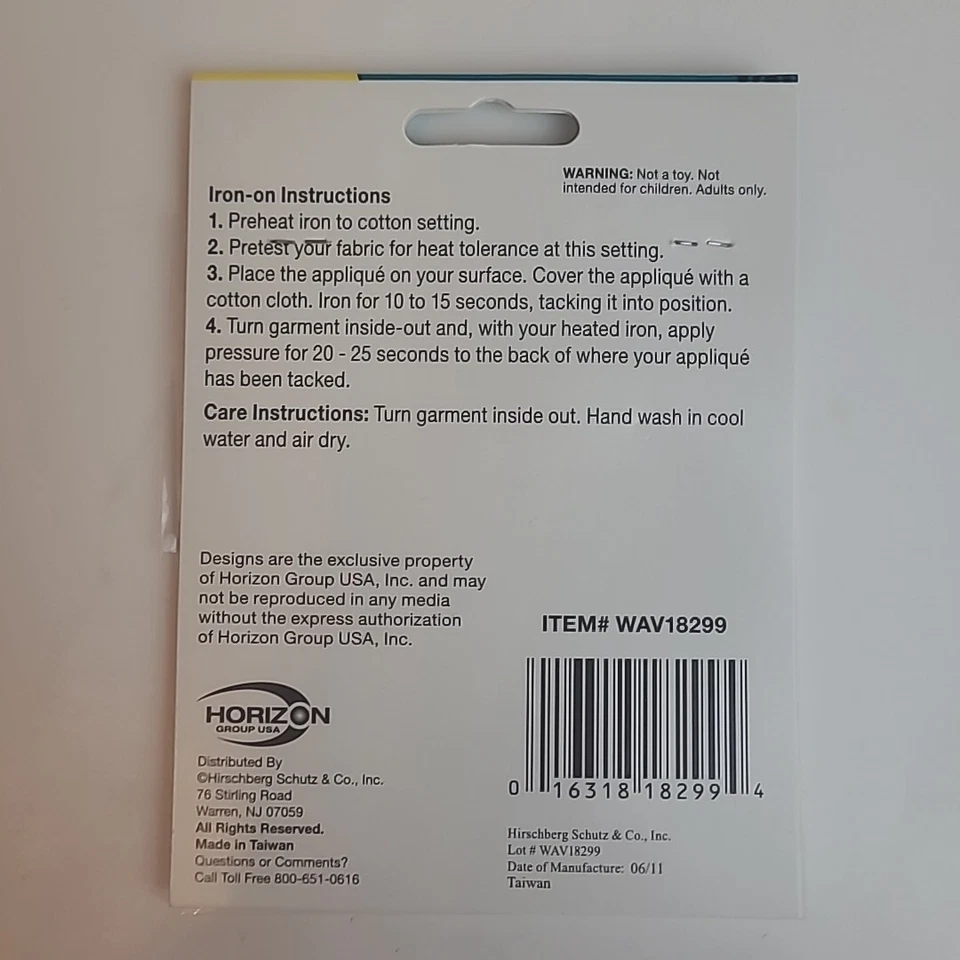 WARNING: Not a toy. Not
intended for children. Adults only.
Iron-on Instructions
1. Preheat iron to cotton setting.
2. Pretest your fabric for heat tolerance at this setting.
3. Place the appliqué on your surface. Cover the appliqué with a
cotton cloth. Iron for 10 to 15 seconds, tacking it into position.
4. Turn garment inside-out and, with your heated iron, apply
pressure for 20 - 25 seconds to the back of where your appliqué
has been tacked.
Care Instructions: Turn garment inside out. Hand wash in cool
water and air dry.
Designs are the exclusive property
of Horizon Group USA, Inc. and may
not be reproduced in any media
without the express authorization
of Horizon Group USA, Inc.
HORIZON
GROUP USA
Distributed By
©Hirschberg Schutz & Co., Inc.
76 Stirling Road
Warren, NJ 07059
All Rights Reserved.
Made in Taiwan
Questions or Comments?
Call Toll Free 800-651-0616
ITEM# WAV18299
0 16318 18299 4
Hirschberg Schutz & Co., Inc.
Lot # WAV18299
Date of Manufacture: 06/11
Taiwan